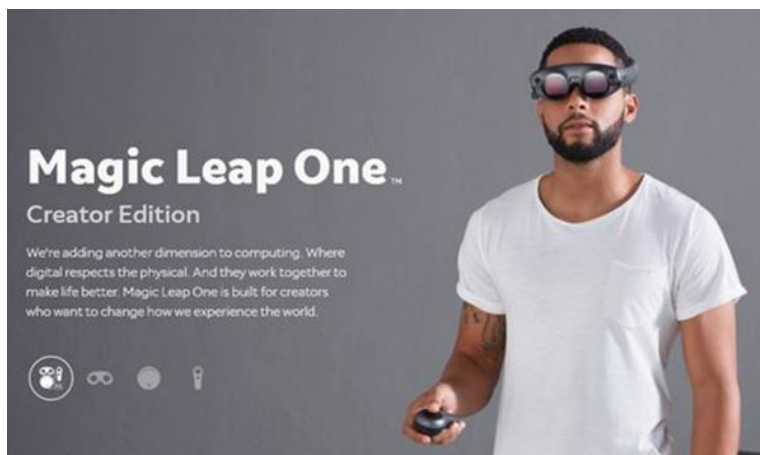 Magic Leap One™
Creator Edition
We're adding another dimension to computing. Where
digital respects the physical. And they work together to
make life better. Magic Leap One is built for creators
who want to change how we experience the world.